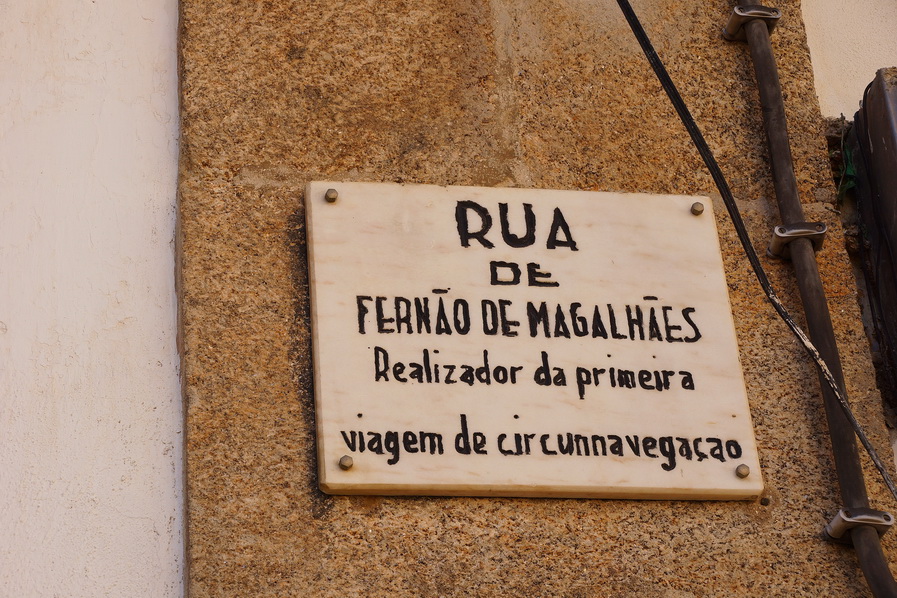 RUA
DE
FERNÃO DE MAGALHÃES
Realizador da primeira
viagem de circunnavegaçao